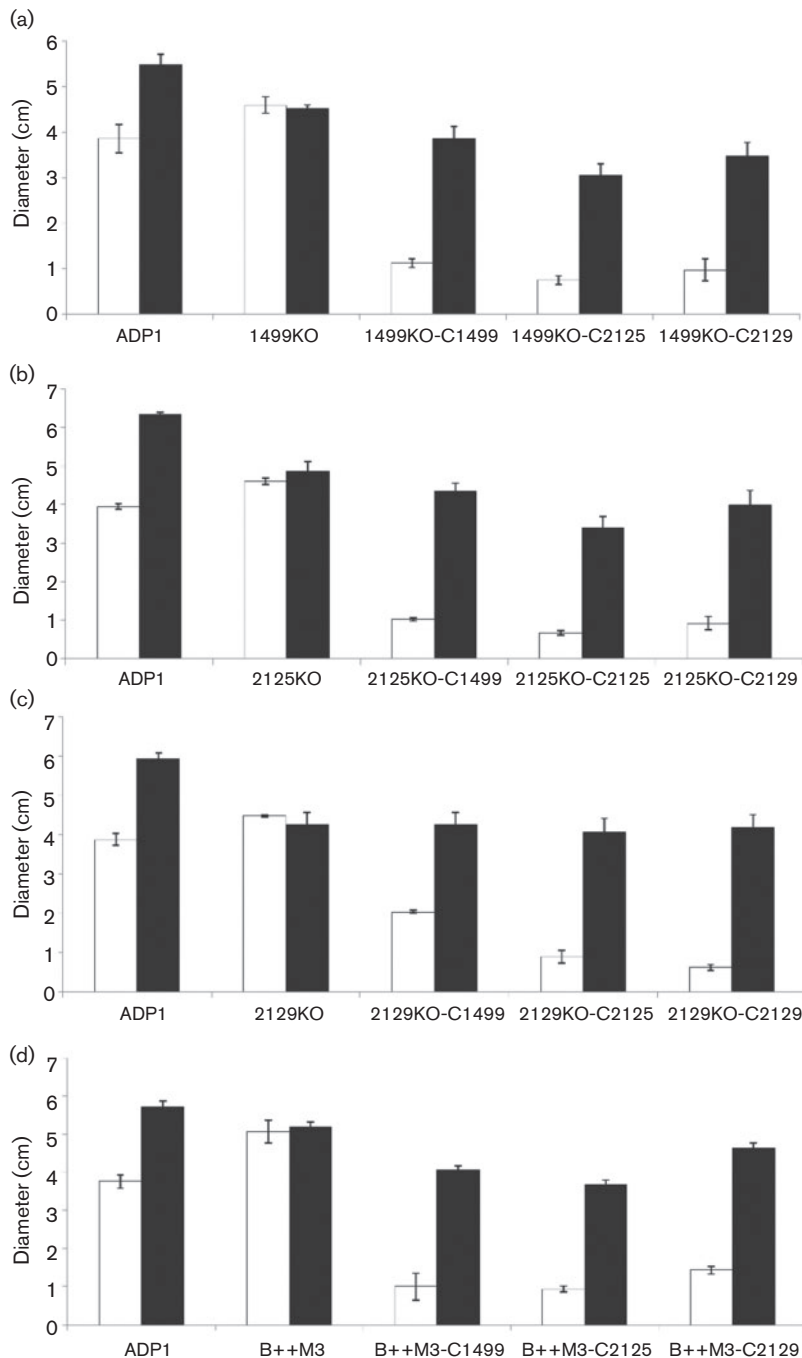 (a)
Diameter (cm)
6
5
4
3
2
1
0
ADP1 1499KO 1499KO-C1499 1499KO-C2125 1499KO-C2129
(b)
Diameter (cm)
7
6
5
4
3
2
1
0
ADP1 2125KO 2125KO-C1499 2125KO-C2125 2125KO-C2129
(c)
Diameter (cm)
7
6
5
4
3
2
1
0
ADP1 2129KO 2129KO-C1499 2129KO-C2125 2129KO-C2129
(d)
Diameter (cm)
7
6
5
4
3
2
1
0
ADP1 B++M3 B++M3-C1499 B++M3-C2125 B++M3-C2129